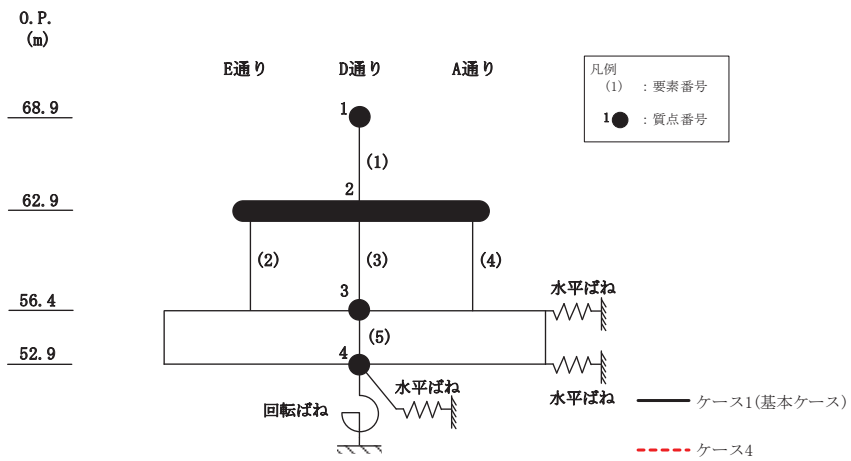 O.P.
(m)
E通り
D通り
A通り
凡例
(1) ：要素番号
1 ：質点番号
68.9
1
(1)
2
62.9
(2)
(3)
(4)
3
水平ばね
56.4
(5)
52.9
4
水平ばね
水平ばね
回転ばね
ケース1(基本ケース)
ケース4